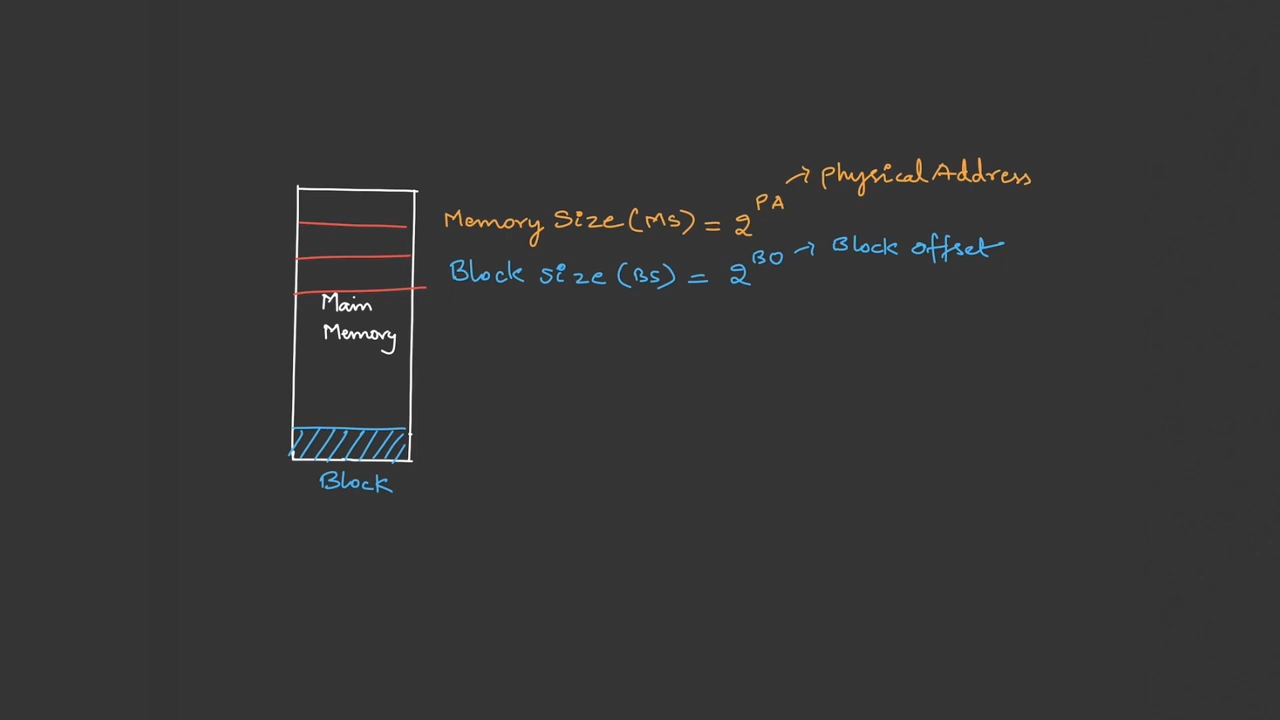 Memory Size (MS) = 2^PA → Physical Address
Block size (BS) = 2^BO → Block offset
Main
Memory
Block